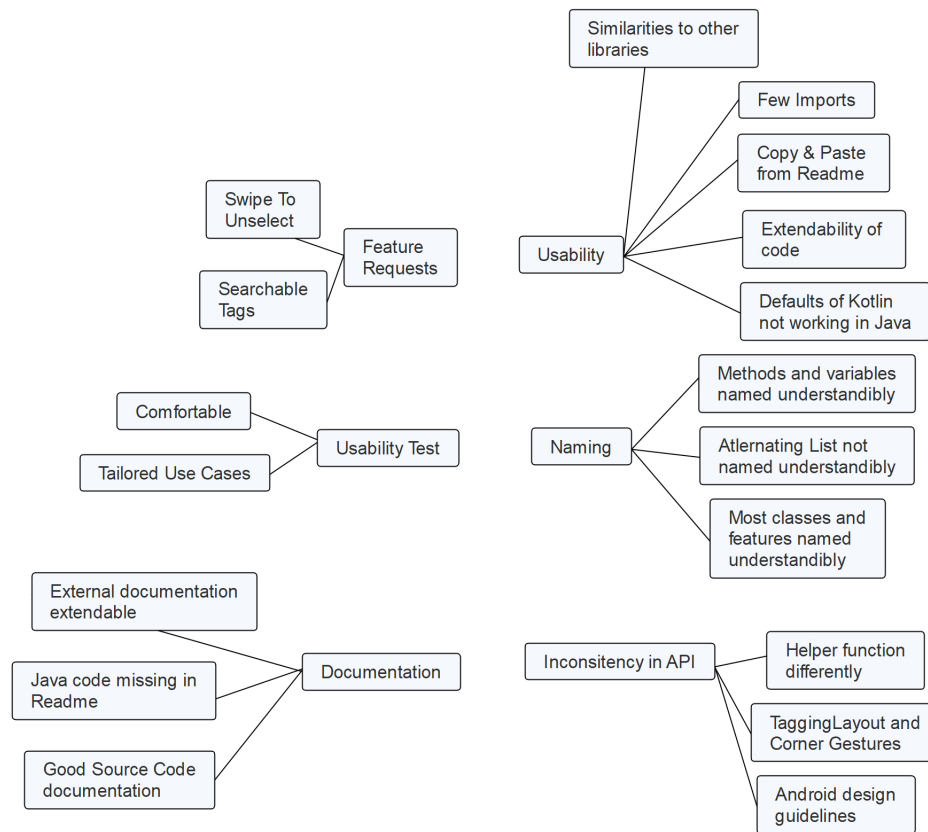 Similarities to other
libraries
Few Imports
Copy & Paste
from Readme
Usability
Extendability of
code
Defaults of Kotlin
not working in Java
Swipe To
Unselect
Feature
Requests
Searchable
Tags
Comfortable
Usability Test
Tailored Use Cases
Methods and variables
named understandibly
Naming
Atlernating List not
named understandibly
Most classes and
features named
understandibly
External documentation
extendable
Documentation
Java code missing in
Readme
Good Source Code
documentation
Inconsitency in API
Helper function
differently
TaggingLayout and
Corner Gestures
Android design
guidelines